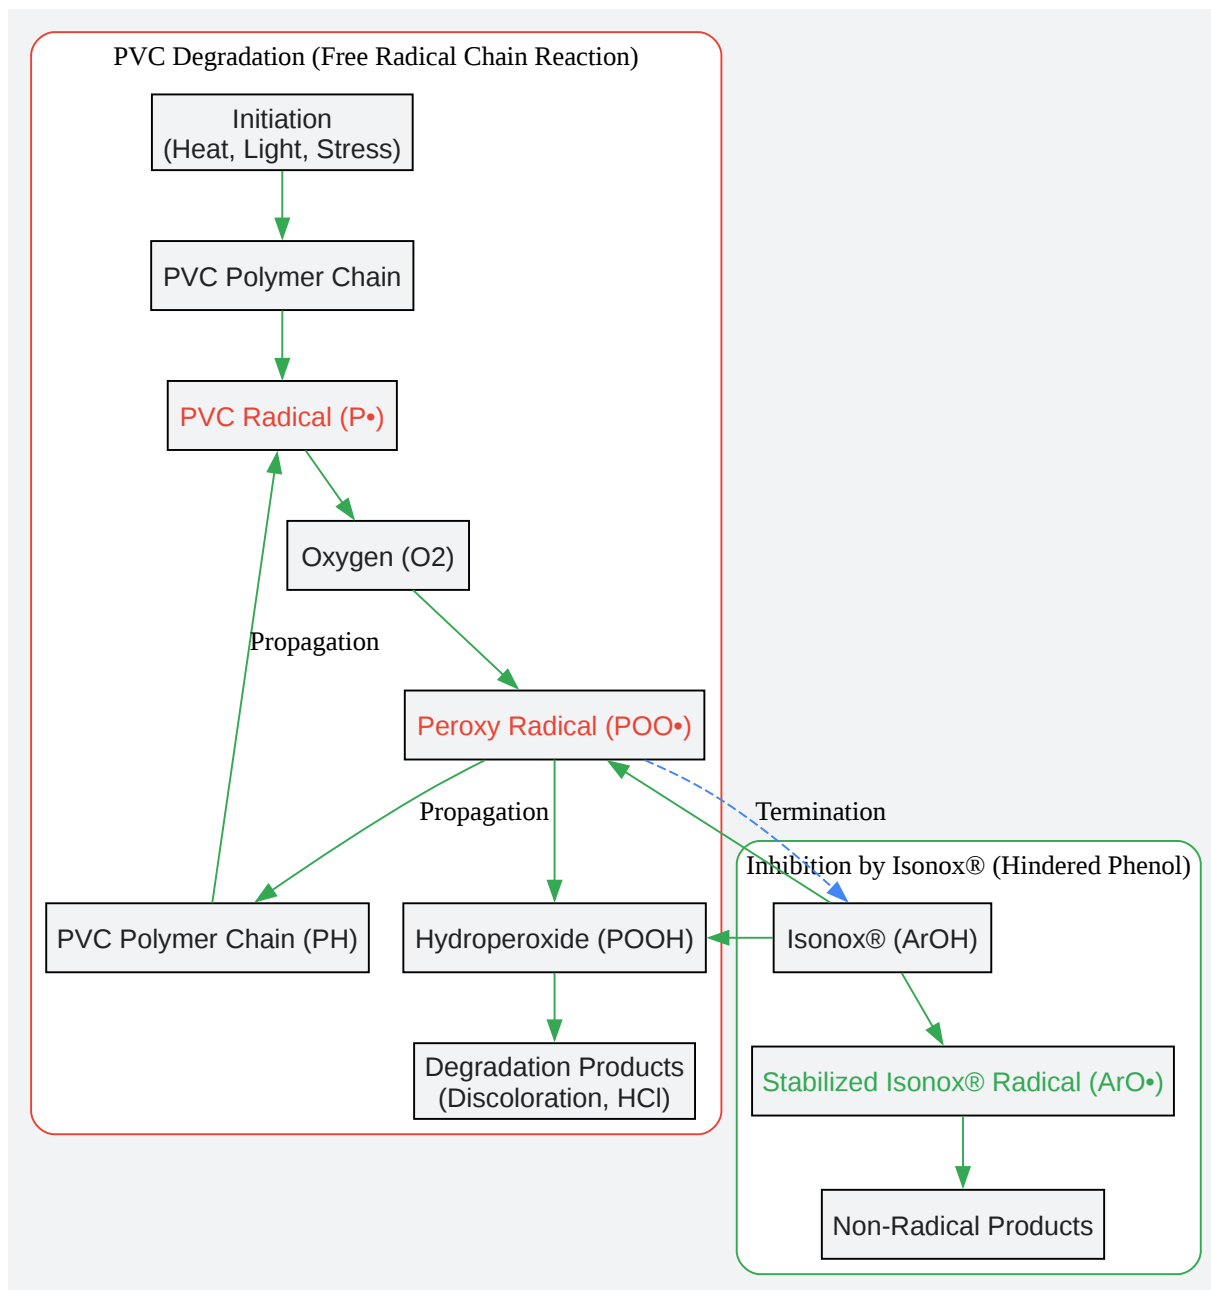 PVC Degradation (Free Radical Chain Reaction)
Initiation
(Heat, Light, Stress)
PVC Polymer Chain
PVC Radical (P•)
Oxygen (O2)
Propagation
Peroxy Radical (POO•)
Propagation
Termination
Inhibition by Isonox® (Hindered Phenol)
PVC Polymer Chain (PH)
Hydroperoxide (POOH)
Isonox® (ArOH)
Degradation Products
(Discoloration, HCl)
Stabilized Isonox® Radical (ArO•)
Non-Radical Products